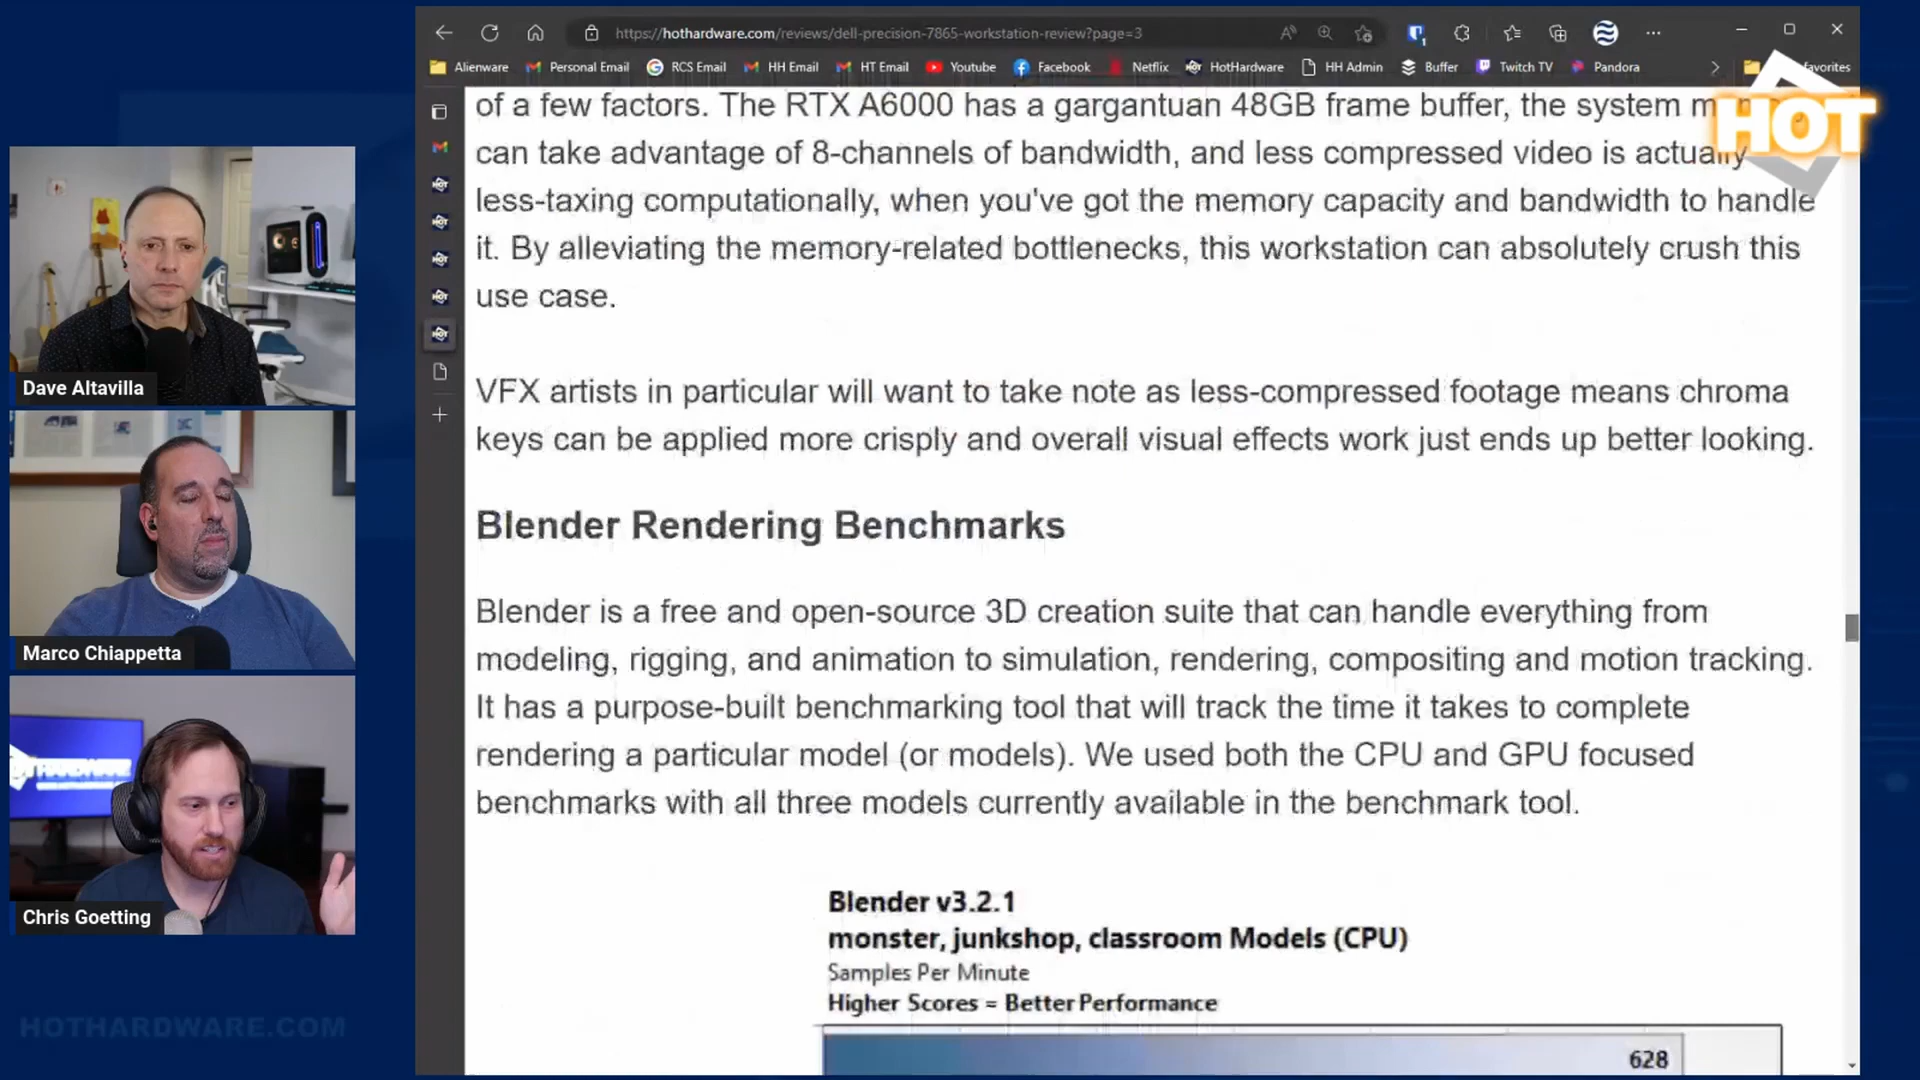 https://hothardware.com/reviews/dell-precision-7865-workstation-review?page=3
Alienware
Personal Email
RCS Email
HH Email
HT Email
Youtube
Facebook
Netflix
HotHardware
HH Admin
Buffer
Twitch TV
Pandora
favorites
HOT
of a few factors. The RTX A6000 has a gargantuan 48GB frame buffer, the system
can take advantage of 8-channels of bandwidth, and less compressed video is actually
less-taxing computationally, when you've got the memory capacity and bandwidth to handle
it. By alleviating the memory-related bottlenecks, this workstation can absolutely crush this
use case.
VFX artists in particular will want to take note as less-compressed footage means chroma
keys can be applied more crisply and overall visual effects work just ends up better looking.
Blender Rendering Benchmarks
Blender is a free and open-source 3D creation suite that can handle everything from
modeling, rigging, and animation to simulation, rendering, compositing and motion tracking.
It has a purpose-built benchmarking tool that will track the time it takes to complete
rendering a particular model (or models). We used both the CPU and GPU focused
benchmarks with all three models currently available in the benchmark tool.
Blender v3.2.1
monster, junkshop, classroom Models (CPU)
Samples Per Minute
Higher Scores = Better Performance
628
Dave Altavilla
Marco Chiappetta
Chris Goetting
HOTHARDWARE.COM